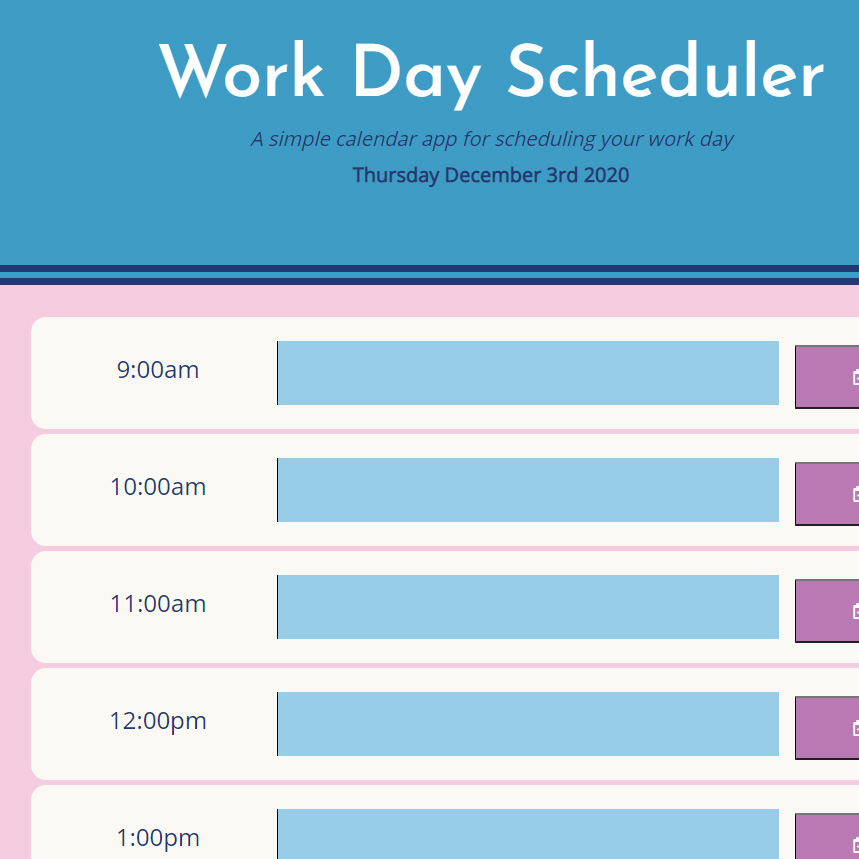 Work Day Scheduler
A simple calendar app for scheduling your work day
Thursday December 3rd 2020
9:00am
10:00am
11:00am
12:00pm
1:00pm